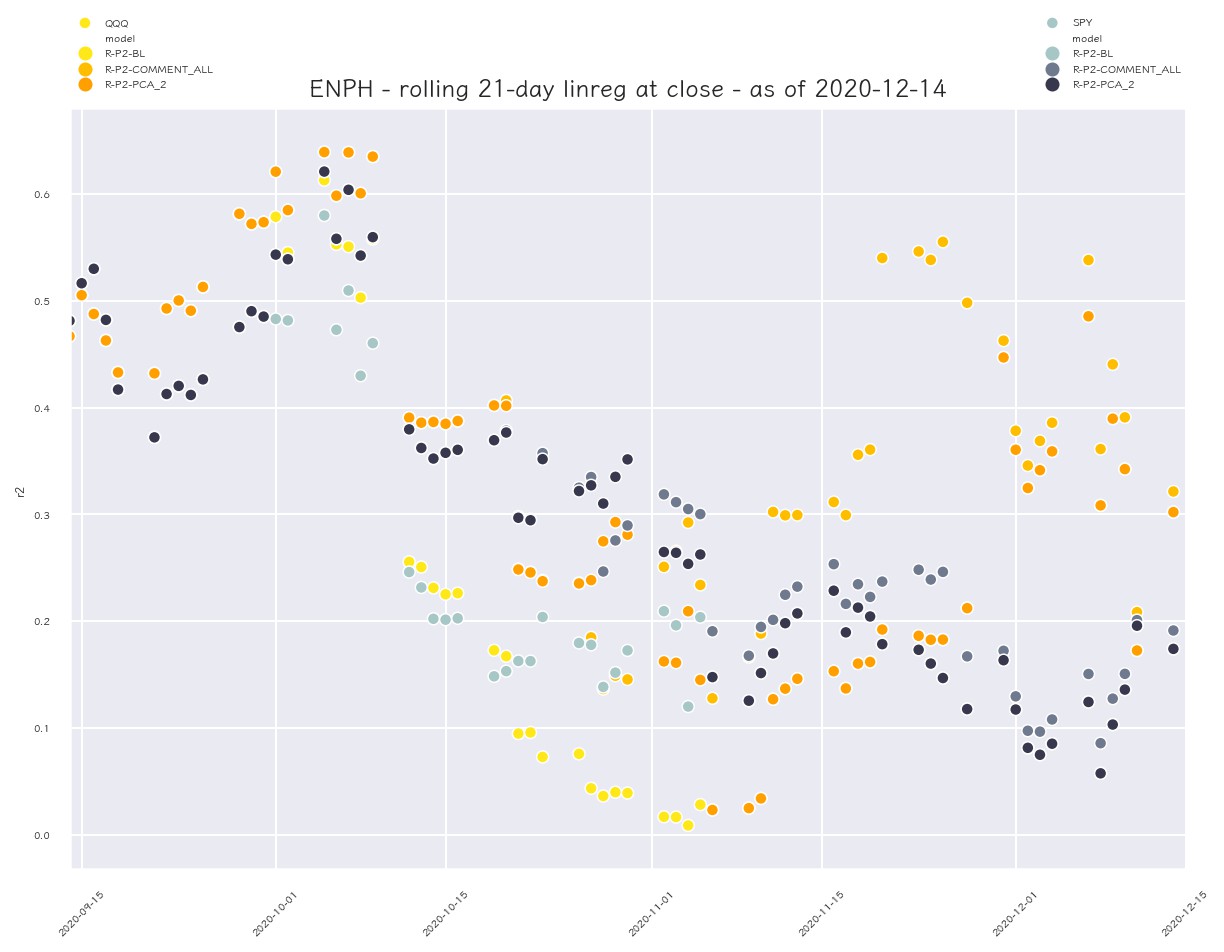 QQQ
model
R-P2-BL
R-P2-COMMENT_ALL
R-P2-PCA_2
SPY
model
R-P2-BL
R-P2-COMMENT_ALL
R-P2-PCA_2
ENPH - rolling 21-day linreg at close - as of 2020-12-14
r2
0.6
0.5
0.4
0.3
0.2
0.1
0.0
2020-09-15
2020-10-01
2020-10-15
2020-11-01
2020-11-15
2020-12-01
2020-12-15